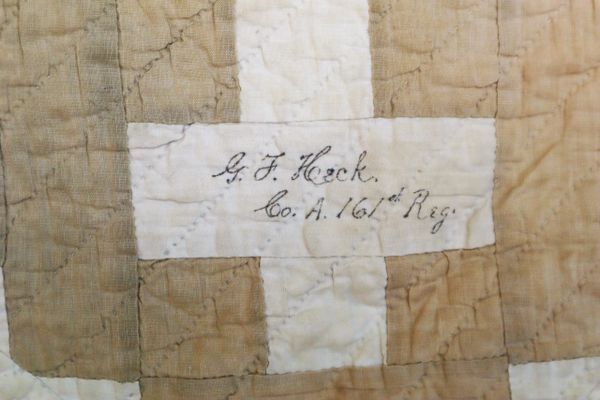 G. F. Heck.
Co. A. 161st Reg.